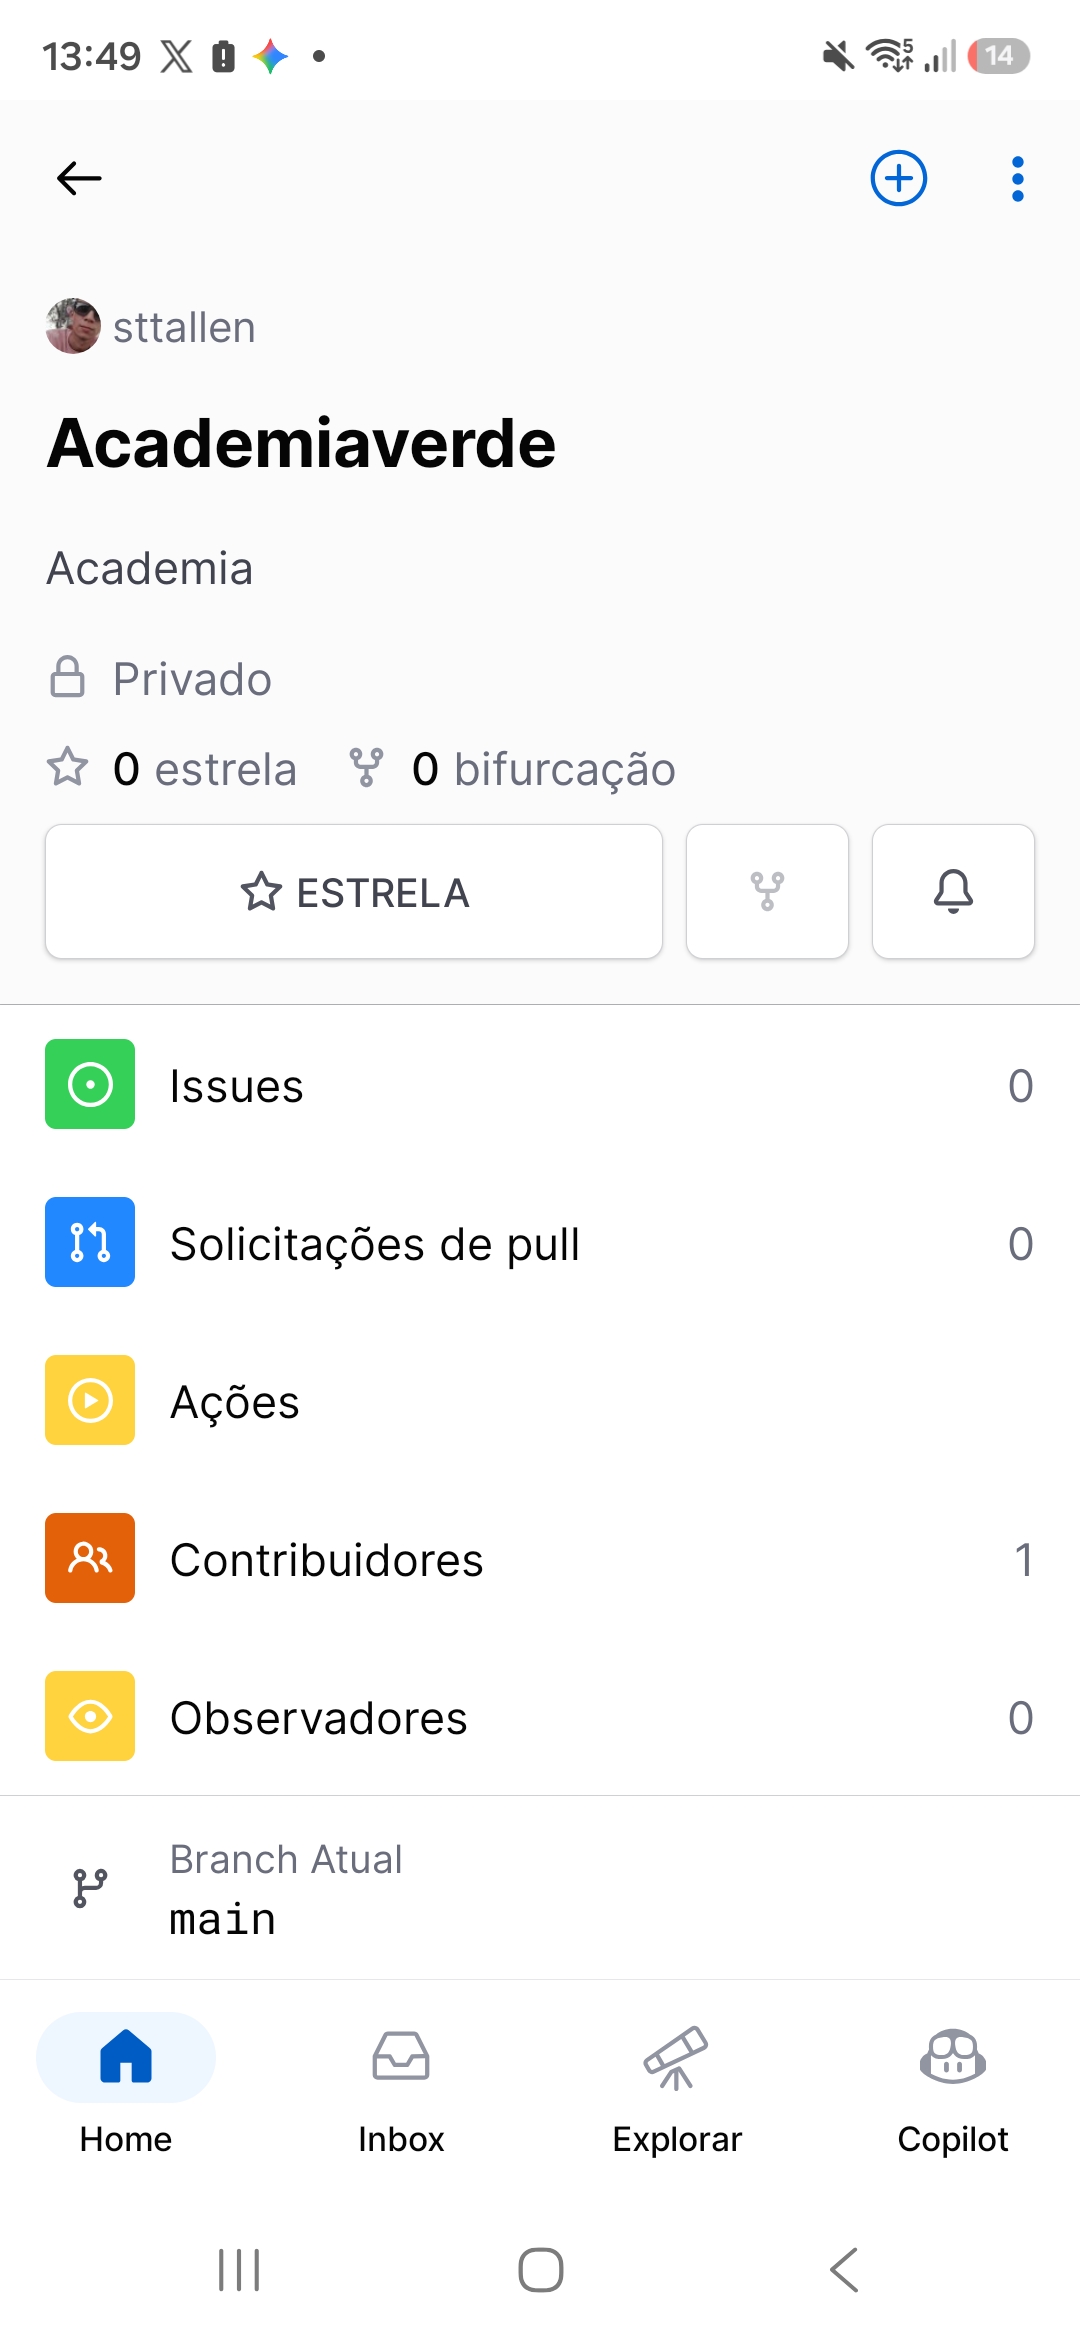 13:49
5
14
sttallen
Academiaverde
Academia
Privado
0 estrela 0 bifurcação
ESTRELA
Issues 0
Solicitações de pull 0
Ações
Contribuidores 1
Observadores 0
Branch Atual
main
Home Inbox Explorar Copilot